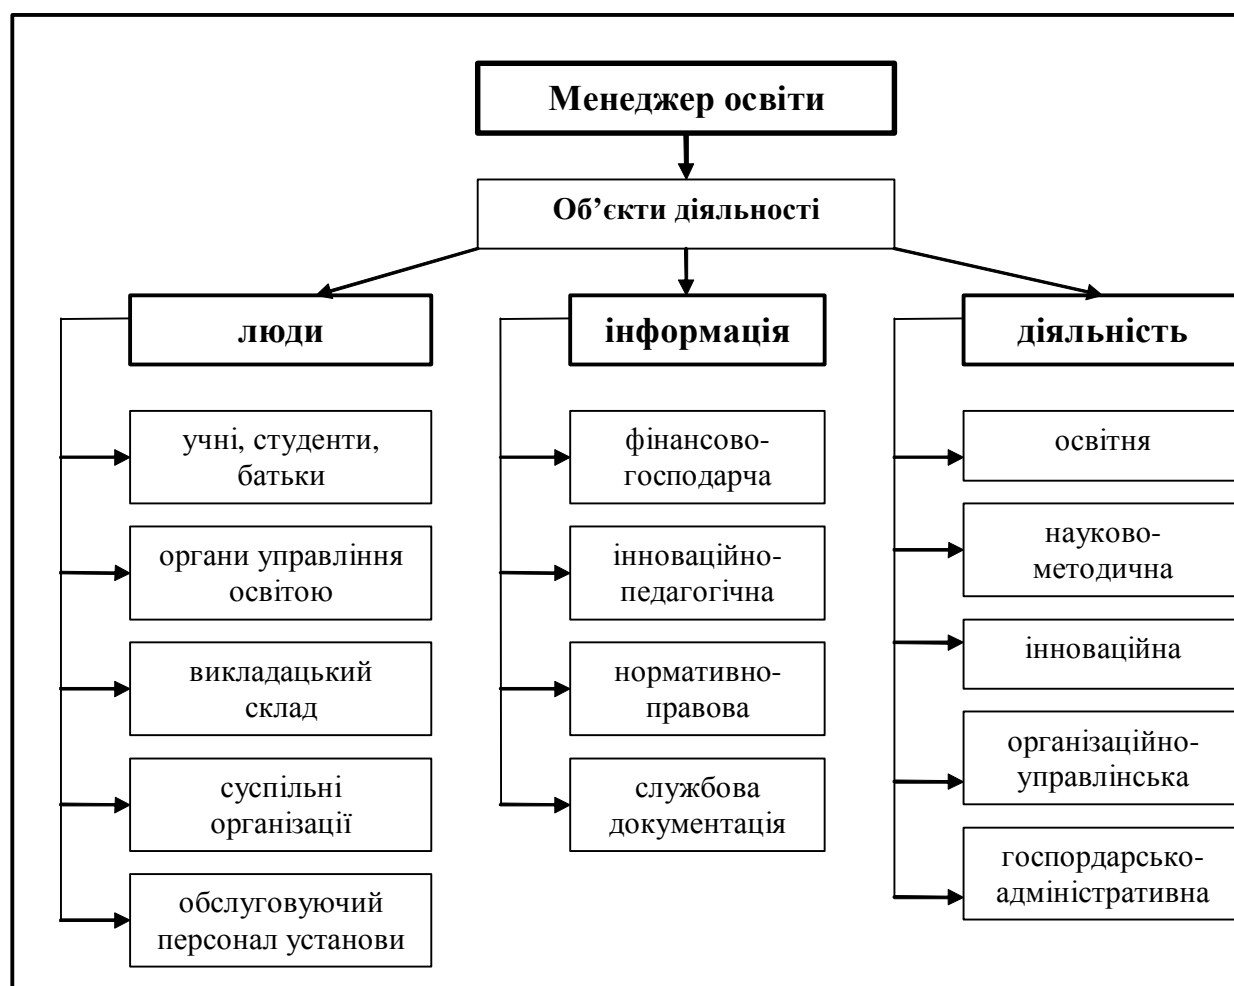 Менеджер освіти
Об’єкти діяльності
люди
учні, студенти,
батьки
органи управління
освітою
викладацький
склад
суспільні
організації
обслуговуючий
персонал установи
інформація
фінансово-
господарча
інноваційно-
педагогічна
нормативно-
правова
службова
документація
діяльність
освітня
науково-
методична
інноваційна
організаційно-
управлінська
госпордарсько-
адміністративна